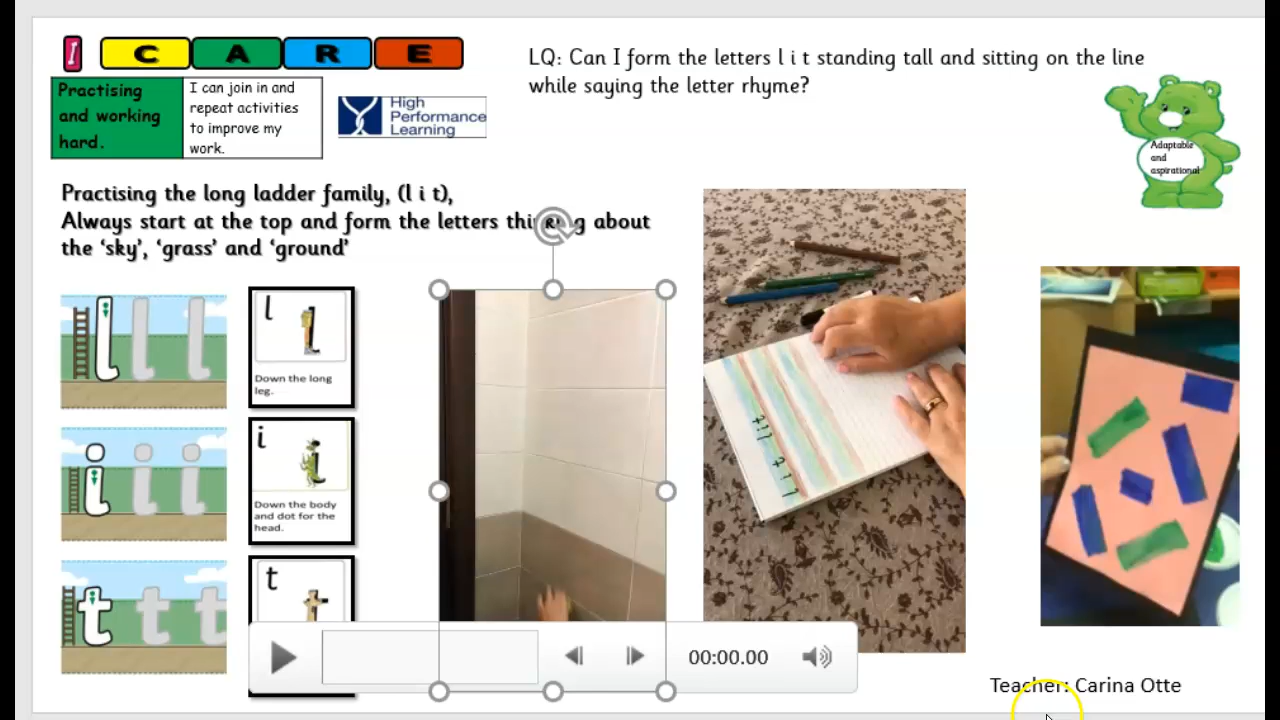 I C A R E
LQ: Can I form the letters l i t standing tall and sitting on the line
while saying the letter rhyme?
Practising
and working
hard.
I can join in and
repeat activities
to improve my
work.
High
Performance
Learning
Adaptable
and
aspirational
Practising the long ladder family, (l i t),
Always start at the top and form the letters thinking about
the ‘sky’, ‘grass’ and ‘ground’
l l l
l
Down the long
leg.
i i i
i
Down the body
and dot for the
head.
t t t
t
l i t lit
00:00.00
Teacher: Carina Otte